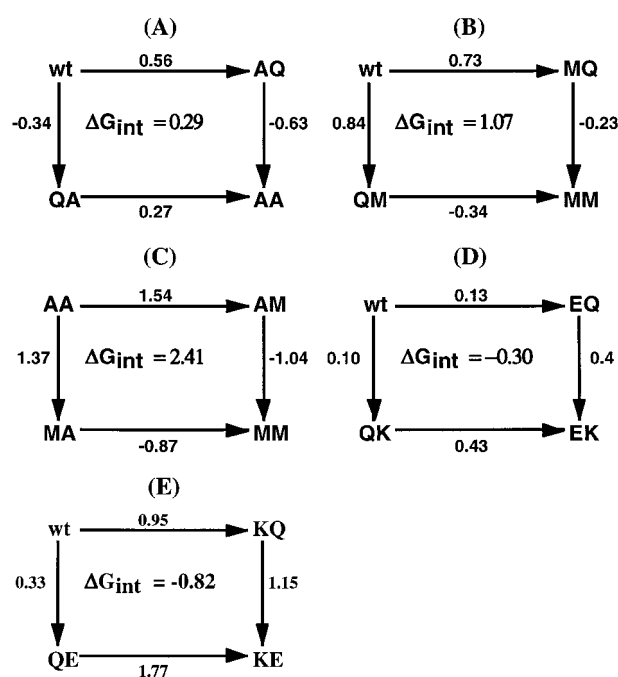 (A)
wt 0.56 AQ
-0.34 ΔGint = 0.29 -0.63
QA 0.27 AA
(B)
wt 0.73 MQ
0.84 ΔGint = 1.07 -0.23
QM -0.34 MM
(C)
AA 1.54 AM
1.37 ΔGint = 2.41 -1.04
MA -0.87 MM
(D)
wt 0.13 EQ
0.10 ΔGint = –0.30 0.4
QK 0.43 EK
(E)
wt 0.95 KQ
0.33 ΔGint = -0.82 1.15
QE 1.77 KE